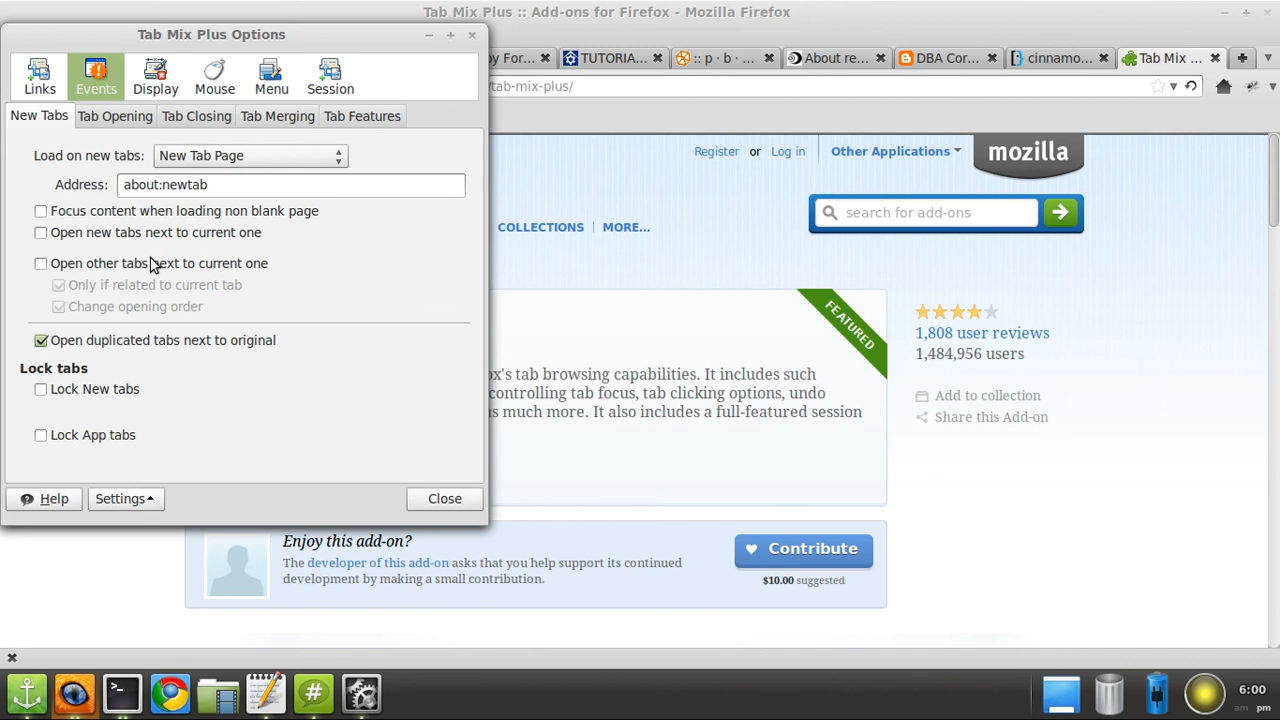 Tab Mix Plus :: Add-ons for Firefox - Mozilla Firefox
Tab Mix Plus Options
Links
Events
Display
Mouse
Menu
Session
New Tabs
Tab Opening
Tab Closing
Tab Merging
Tab Features
Load on new tabs: New Tab Page
Address: about:newtab
Focus content when loading non blank page
Open new tabs next to current one
Open other tabs next to current one
Only if related to current tab
Change opening order
Open duplicated tabs next to original
Lock tabs
Lock New tabs
Lock App tabs
Help
Settings
Close
by For...
TUTORIA...
:: p · b · ...
About re...
DBA Cor...
cinnamo...
Tab Mix ...
/tab-mix-plus/
Register or Log in
Other Applications
mozilla
search for add-ons
COLLECTIONS
MORE...
FEATURED
ox's tab browsing capabilities. It includes such
controlling tab focus, tab clicking options, undo
us much more. It also includes a full-featured session
1,808 user reviews
1,484,956 users
Add to collection
Share this Add-on
Enjoy this add-on?
The developer of this add-on asks that you help support its continued
development by making a small contribution.
Contribute
$10.00 suggested
6:00
am pm